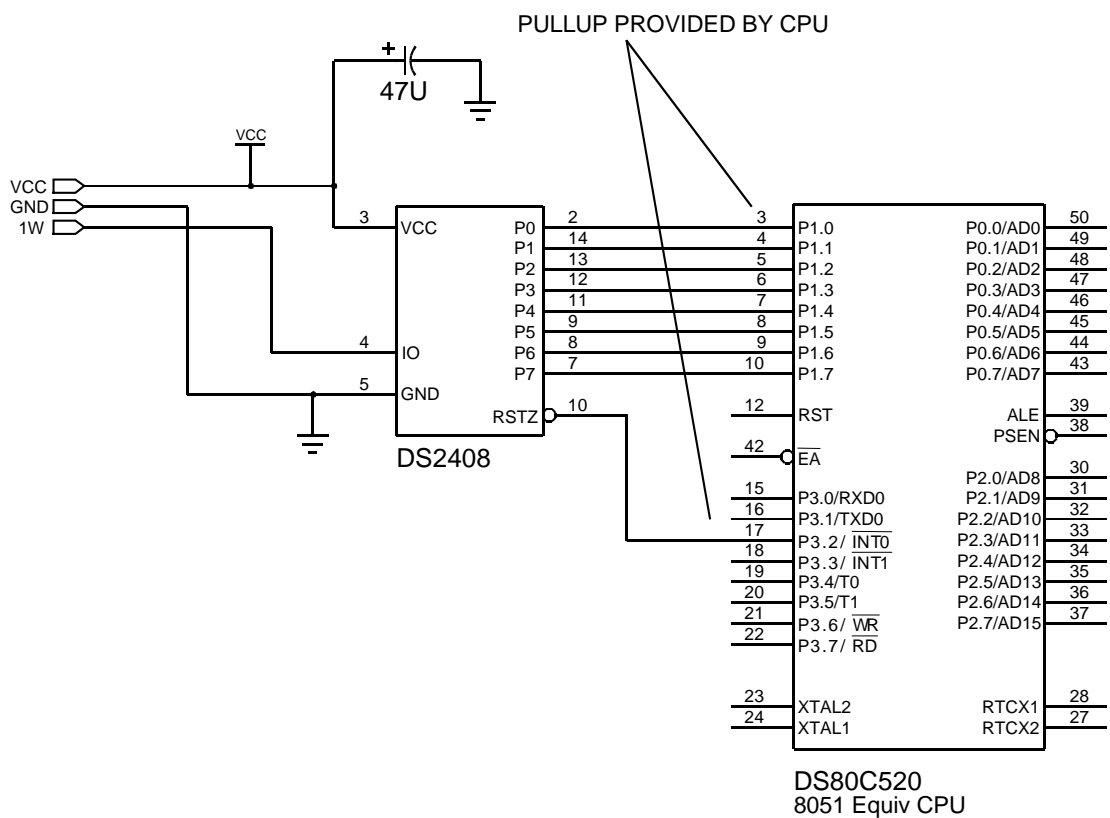 PULLUP PROVIDED BY CPU
+
47U
VCC
VCC
GND
1W
3 VCC
4 IO
5 GND
P0 2
P1 14
P2 13
P3 12
P4 11
P5 9
P6 8
P7 7
RSTZ 10
DS2408
3 P1.0
4 P1.1
5 P1.2
6 P1.3
7 P1.4
8 P1.5
9 P1.6
10 P1.7
12 RST
42 EA
15 P3.0/RXD0
16 P3.1/TXD0
17 P3.2/ INT0
18 P3.3/ INT1
19 P3.4/T0
20 P3.5/T1
21 P3.6/ WR
22 P3.7/ RD
23 XTAL2
24 XTAL1
P0.0/AD0 50
P0.1/AD1 49
P0.2/AD2 48
P0.3/AD3 47
P0.4/AD4 46
P0.5/AD5 45
P0.6/AD6 44
P0.7/AD7 43
ALE 39
PSEN 38
P2.0/AD8 30
P2.1/AD9 31
P2.2/AD10 32
P2.3/AD11 33
P2.4/AD12 34
P2.5/AD13 35
P2.6/AD14 36
P2.7/AD15 37
RTCX1 28
RTCX2 27
DS80C520
8051 Equiv CPU